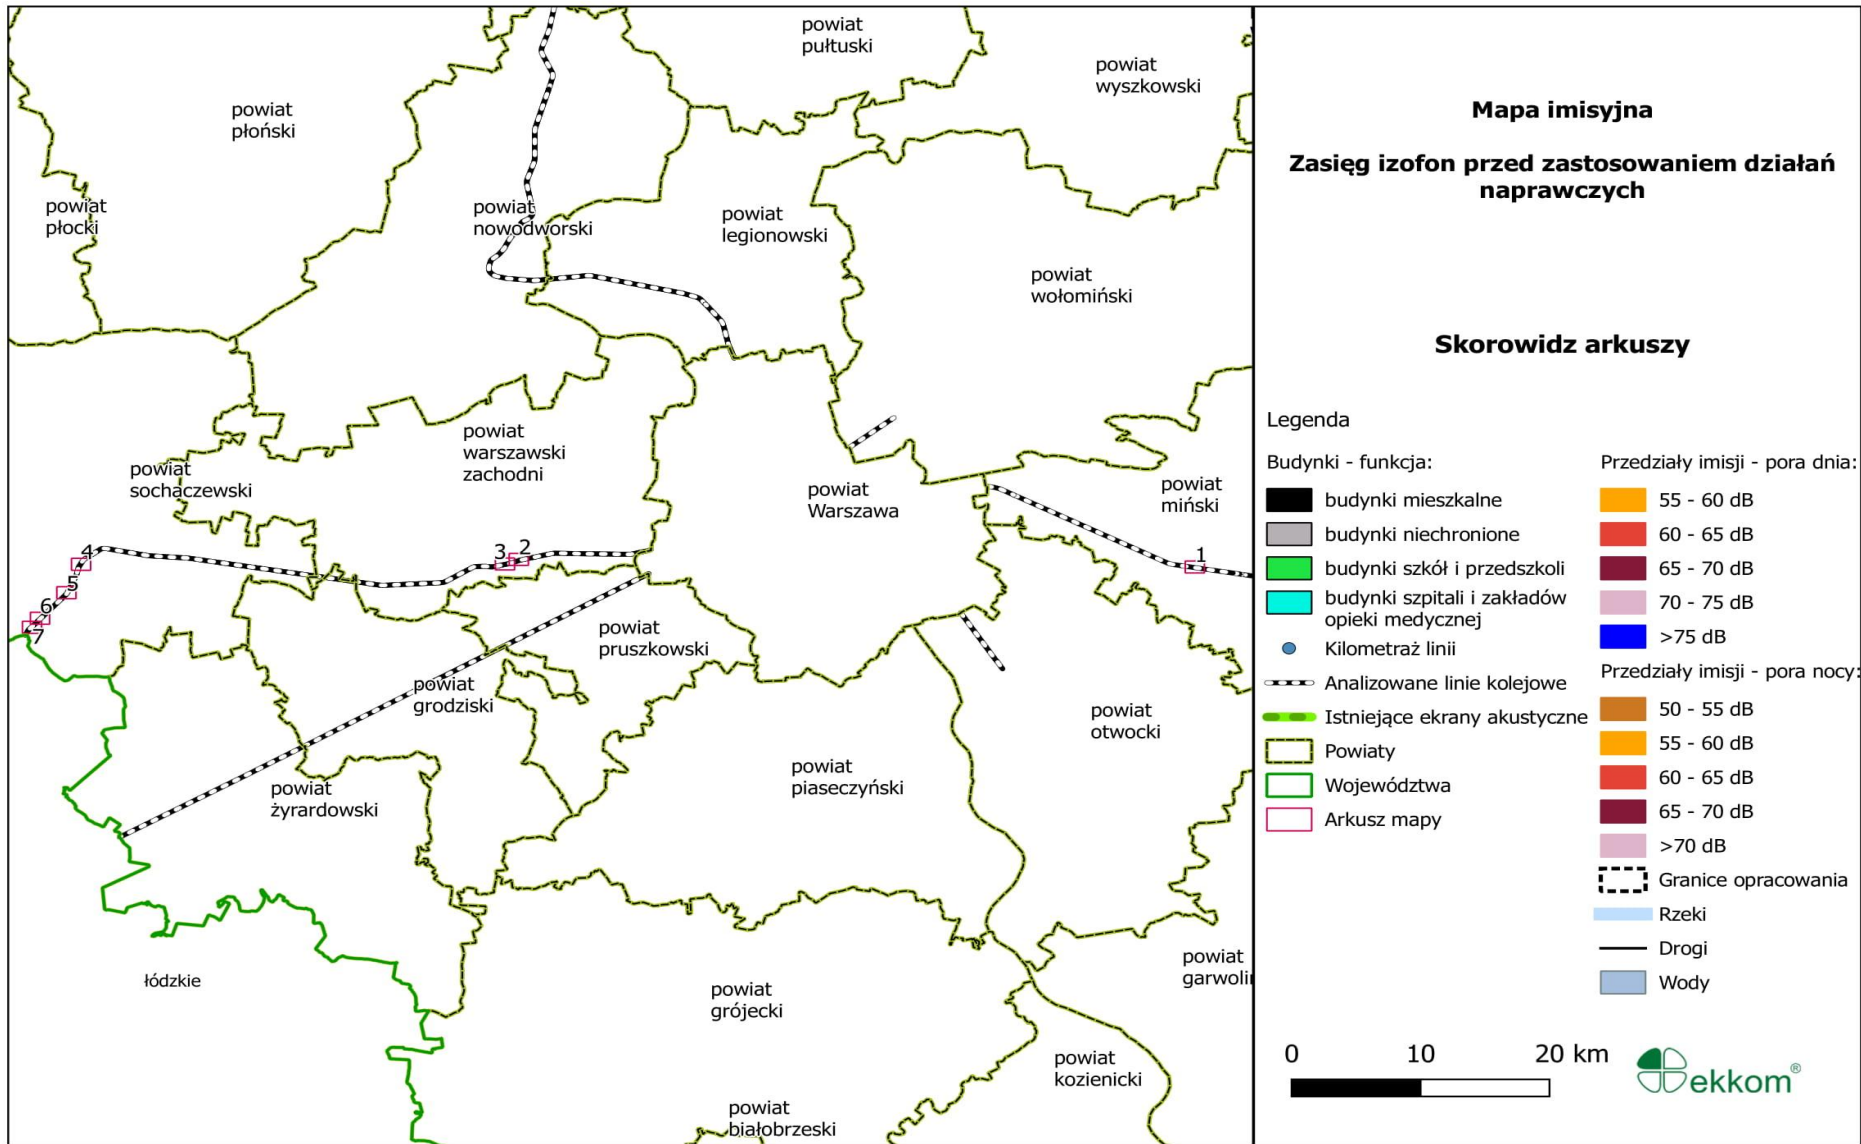 powiat
pułtuski
powiat
wyszkowski
powiat
płoński
powiat
płocki
powiat
nowodworski
powiat
legionowski
powiat
wołomiński
powiat
warszawski
zachodni
powiat
sochaczewski
powiat
Warszawa
powiat
miński
1
2
3
4
5
6
7
powiat
pruszkowski
powiat
grodziski
powiat
otwocki
powiat
żyrardowski
powiat
piaseczyński
łódzkie
powiat
grójecki
powiat
garwoli
powiat
kozienicki
powiat
białobrzeski
Mapa imisyjna
Zasięg izofon przed zastosowaniem działań
naprawczych
Skorowidz arkuszy
Legenda
Budynki - funkcja:
budynki mieszkalne
budynki niechronione
budynki szkół i przedszkoli
budynki szpitali i zakładów
opieki medycznej
Kilometraż linii
Analizowane linie kolejowe
Istniejące ekrany akustyczne
Powiaty
Województwa
Arkusz mapy
Przedziały imisji - pora dnia:
55 - 60 dB
60 - 65 dB
65 - 70 dB
70 - 75 dB
>75 dB
Przedziały imisji - pora nocy:
50 - 55 dB
55 - 60 dB
60 - 65 dB
65 - 70 dB
>70 dB
Granice opracowania
Rzeki
Drogi
Wody
0 10 20 km
ekkom®